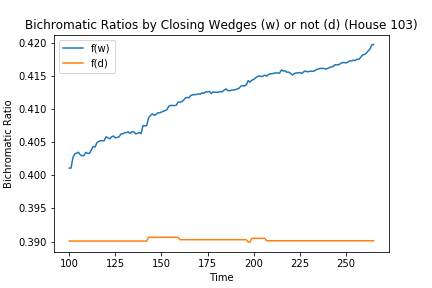 Bichromatic Ratios by Closing Wedges (w) or not (d) (House 103)
0.420
0.415
0.410
0.405
0.400
0.395
0.390
Bichromatic Ratio
f(w)
f(d)
100
125
150
175
200
225
250
Time